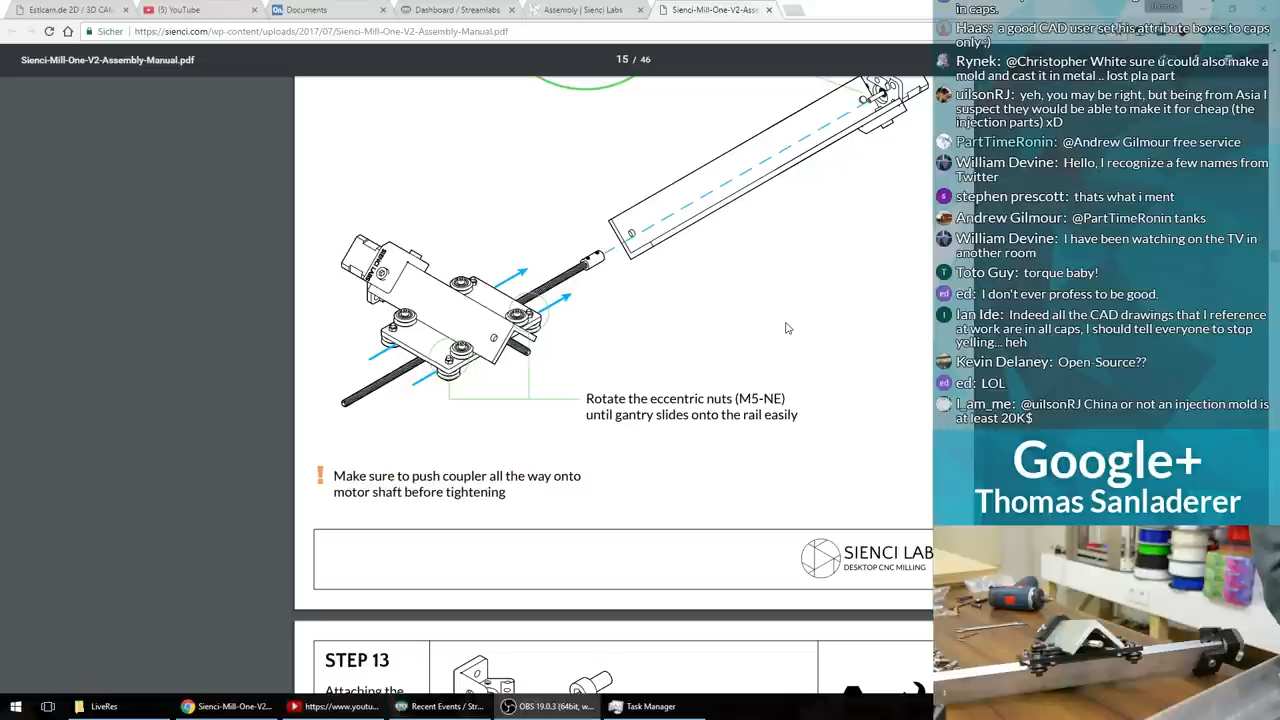 Estlcam.de 2D / 3D CAM
(5) YouTube
Documents
Dashboard / Streamlabs
Assembly | Sienci Labs
Sienci-Mill-One-V2-Assem
Sicher
https://sienci.com/wp-content/uploads/2017/07/Sienci-Mill-One-V2-Assembly-Manual.pdf
Sienci-Mill-One-V2-Assembly-Manual.pdf
15 / 46
Rotate the eccentric nuts (M5-NE)
until gantry slides onto the rail easily
! Make sure to push coupler all the way onto
motor shaft before tightening
SIENCI LAB
DESKTOP CNC MILLING
STEP 13
Attaching the
in caps.
Haas: a good CAD user set his attribute boxes to caps
only ;)
Rynek: @Christopher White sure u could also make a
mold and cast it in metal .. lost pla part
uilsonRJ: yeh, you may be right, but being from Asia I
suspect they would be able to make it for cheap (the
injection parts) xD
PartTimeRonin: @Andrew Gilmour free service
William Devine: Hello, I recognize a few names from
Twitter
stephen prescott: thats what i ment
Andrew Gilmour: @PartTimeRonin tanks
William Devine: I have been watching on the TV in
another room
Toto Guy: torque baby!
ed: I don't ever profess to be good.
Ian Ide: Indeed all the CAD drawings that I reference
at work are in all caps, I should tell everyone to stop
yelling... heh
Kevin Delaney: Open-Source??
ed: LOL
I_am_me: @uilsonRJ China or not an injection mold is
at least 20K$
Google+
Thomas Sanladerer
LiveRes
Sienci-Mill-One-V2...
https://www.youtu...
Recent Events / Str...
OBS 19.0.3 (64bit, w...
Task Manager